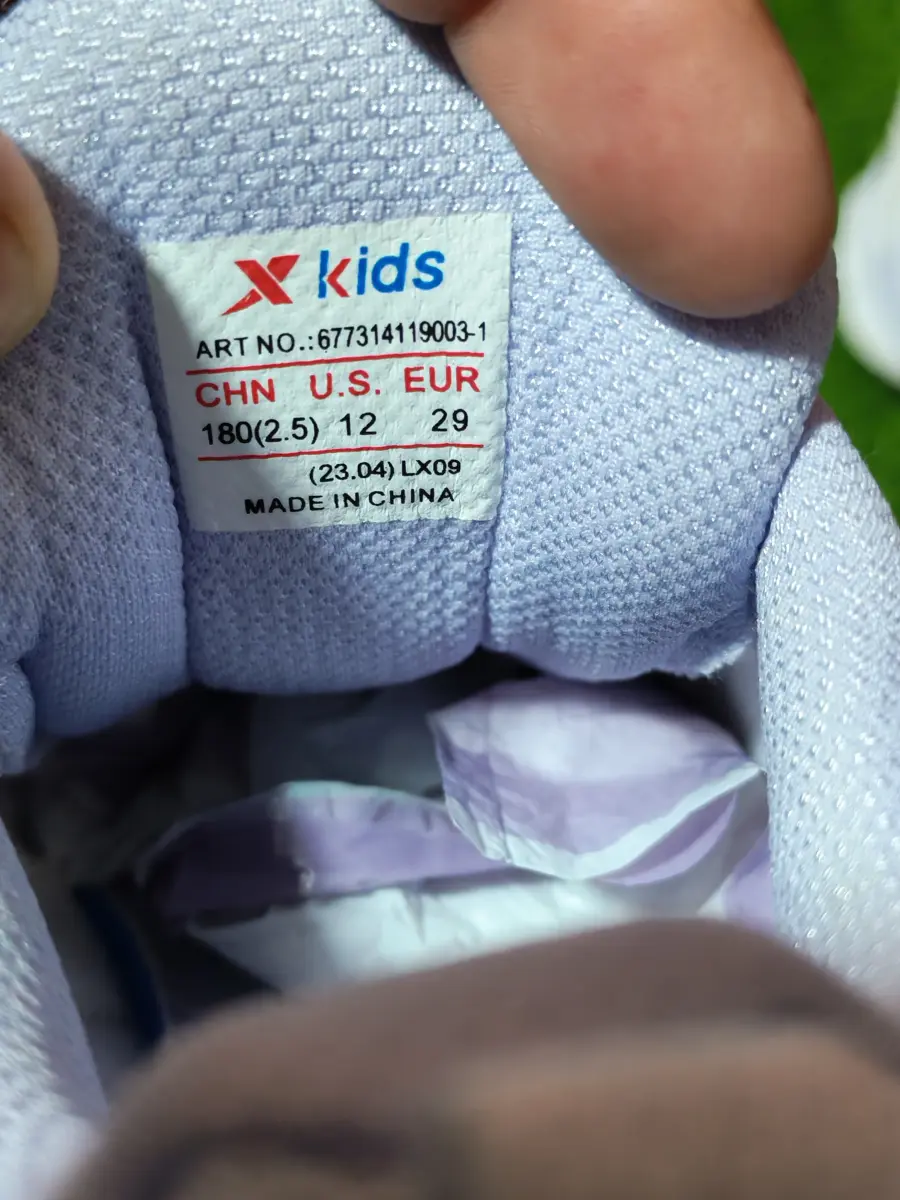 X kids
ART NO.:677314119003-1
CHN U.S. EUR
180(2.5) 12 29
(23.04) LX09
MADE IN CHINA